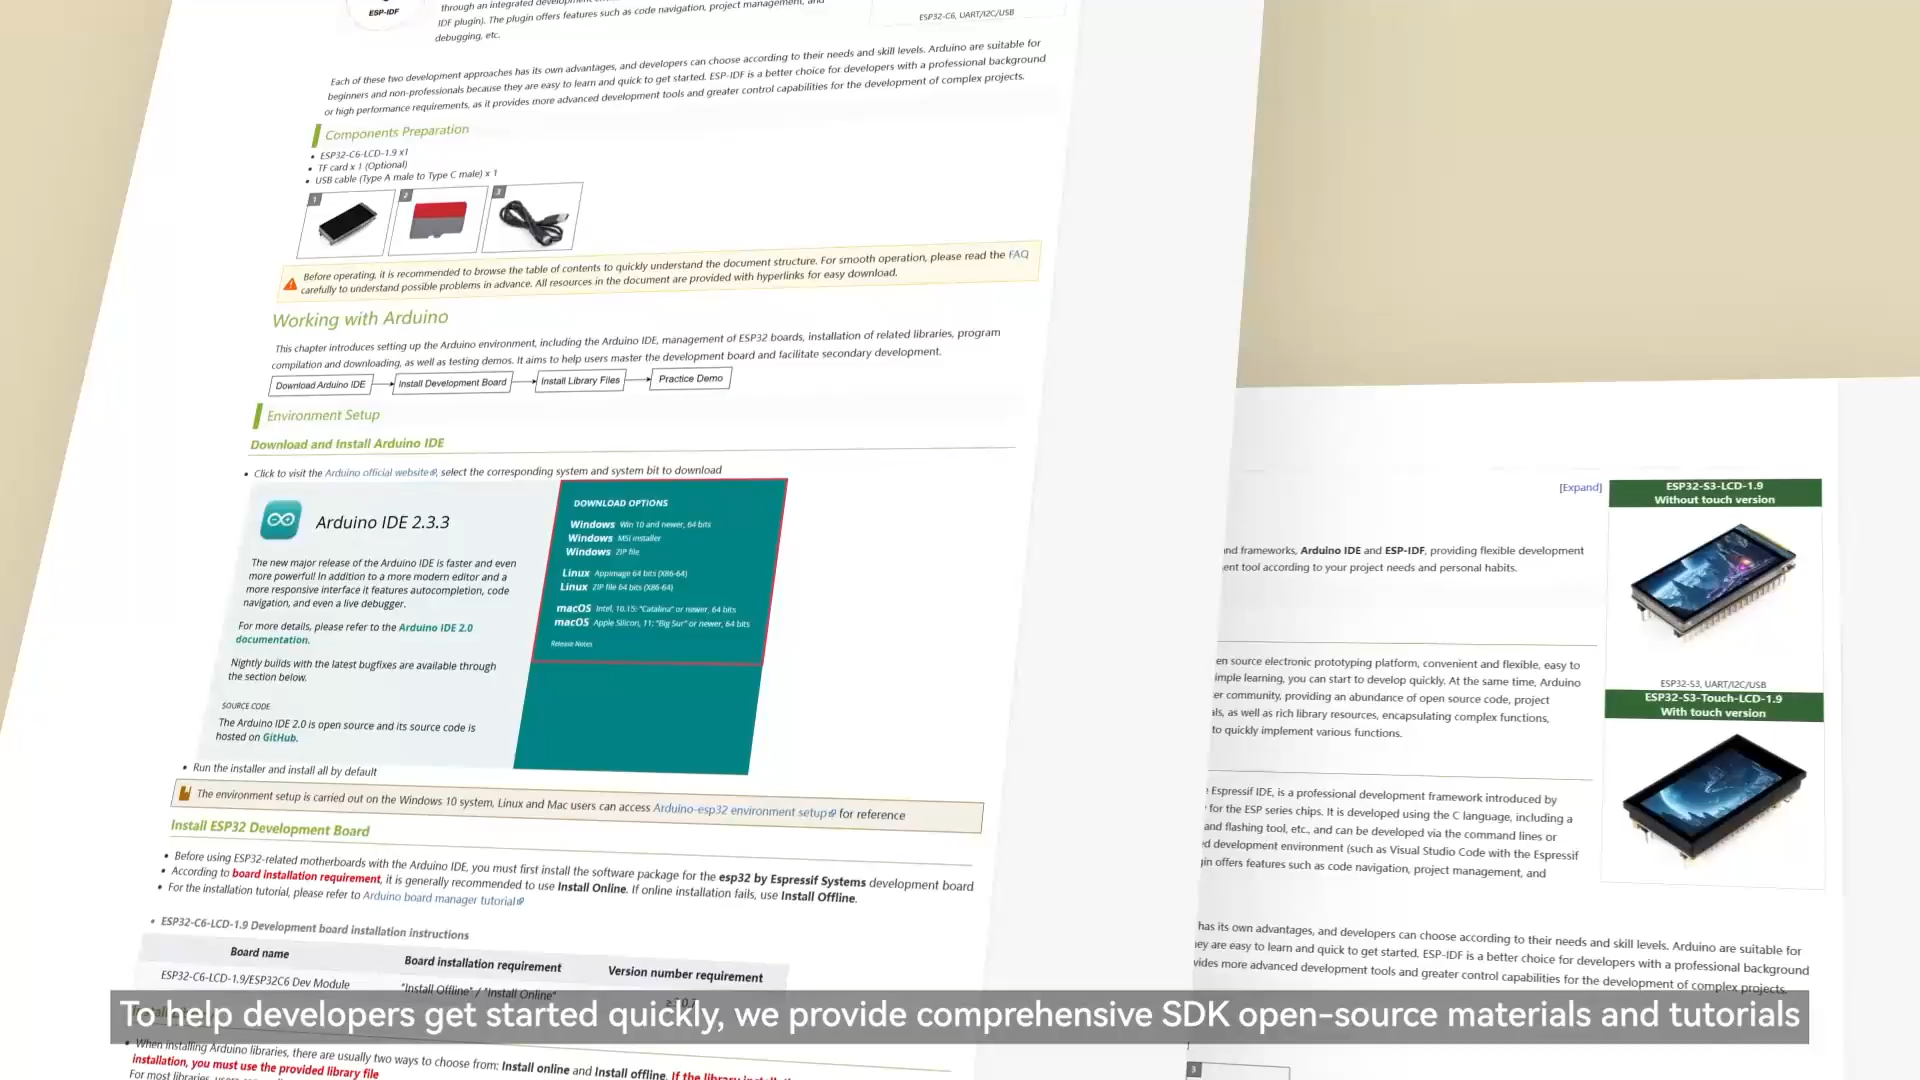 ESP-IDF
through an integrated development
IDF plugin). The plugin offers features such as code navigation, project management, and
debugging, etc.
ESP32-C6, UART/I2C/USB
Each of these two development approaches has its own advantages, and developers can choose according to their needs and skill levels. Arduino are suitable for
beginners and non-professionals because they are easy to learn and quick to get started. ESP-IDF is a better choice for developers with a professional background
or high performance requirements, as it provides more advanced development tools and greater control capabilities for the development of complex projects.
Components Preparation
• ESP32-C6-LCD-1.9 x1
• TF card x 1 (Optional)
• USB cable (Type A male to Type C male) x 1
1
2
3
Before operating, it is recommended to browse the table of contents to quickly understand the document structure. For smooth operation, please read the FAQ
carefully to understand possible problems in advance. All resources in the document are provided with hyperlinks for easy download.
Working with Arduino
This chapter introduces setting up the Arduino environment, including the Arduino IDE, management of ESP32 boards, installation of related libraries, program
compilation and downloading, as well as testing demos. It aims to help users master the development board and facilitate secondary development.
Download Arduino IDE
Install Development Board
Install Library Files
Practice Demo
Environment Setup
Download and Install Arduino IDE
• Click to visit the Arduino official website, select the corresponding system and system bit to download
Arduino IDE 2.3.3
The new major release of the Arduino IDE is faster and even
more powerful! In addition to a more modern editor and a
more responsive interface it features autocompletion, code
navigation, and even a live debugger.
For more details, please refer to the Arduino IDE 2.0
documentation.
Nightly builds with the latest bugfixes are available through
the section below.
SOURCE CODE
The Arduino IDE 2.0 is open source and its source code is
hosted on GitHub.
DOWNLOAD OPTIONS
Windows Win 10 and newer, 64 bits
Windows MSI installer
Windows ZIP file
Linux AppImage 64 bits (X86-64)
Linux ZIP file 64 bits (X86-64)
macOS Intel, 10.15: "Catalina" or newer, 64 bits
macOS Apple Silicon, 11: "Big Sur" or newer, 64 bits
Release Notes
• Run the installer and install all by default
The environment setup is carried out on the Windows 10 system, Linux and Mac users can access Arduino-esp32 environment setup for reference
Install ESP32 Development Board
• Before using ESP32-related motherboards with the Arduino IDE, you must first install the software package for the esp32 by Espressif Systems development board
• According to board installation requirement, it is generally recommended to use Install Online. If online installation fails, use Install Offline.
• For the installation tutorial, please refer to Arduino board manager tutorial
• ESP32-C6-LCD-1.9 Development board installation instructions
Board name Board installation requirement Version number requirement
ESP32-C6-LCD-1.9/ESP32C6 Dev Module "Install Offline" / "Install Online"
• When installing Arduino libraries, there are usually two ways to choose from: Install online and Install offline. If the library
installation, you must use the provided library file
For most libraries,
[Expand]
ESP32-S3-LCD-1.9
Without touch version
and frameworks, Arduino IDE and ESP-IDF, providing flexible development
tool according to your project needs and personal habits.
source electronic prototyping platform, convenient and flexible, easy to
learning, you can start to develop quickly. At the same time, Arduino
community, providing an abundance of open source code, project
as well as rich library resources, encapsulating complex functions,
to quickly implement various functions.
ESP32-S3, UART/I2C/USB
ESP32-S3-Touch-LCD-1.9
With touch version
Espressif IDE, is a professional development framework introduced by
for the ESP series chips. It is developed using the C language, including a
and flashing tool, etc., and can be developed via the command lines or
development environment (such as Visual Studio Code with the Espressif
offers features such as code navigation, project management, and
has its own advantages, and developers can choose according to their needs and skill levels. Arduino are suitable for
they are easy to learn and quick to get started. ESP-IDF is a better choice for developers with a professional background
provides more advanced development tools and greater control capabilities for the development of complex projects.
3
To help developers get started quickly, we provide comprehensive SDK open-source materials and tutorials